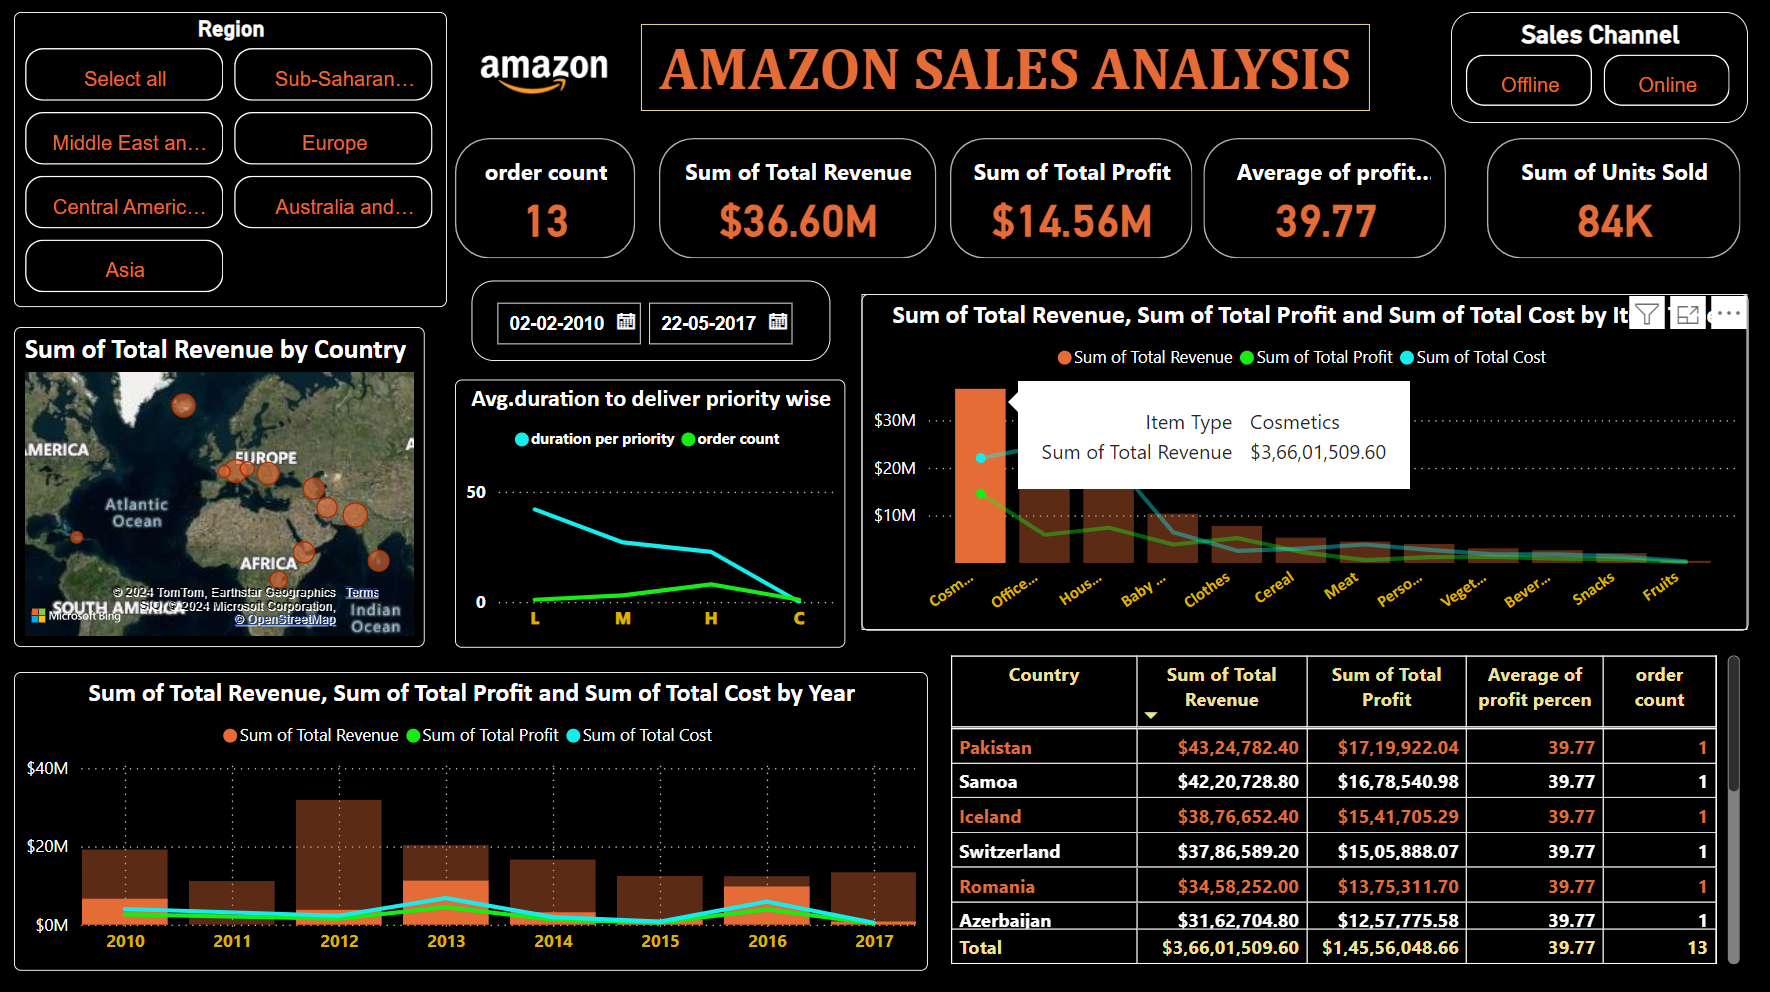 Region
Select all
Sub-Saharan...
Middle East an...
Europe
Central Americ...
Australia and...
Asia
amazon
AMAZON SALES ANALYSIS
Sales Channel
Offline
Online
order count
13
Sum of Total Revenue
$36.60M
Sum of Total Profit
$14.56M
Average of profit...
39.77
Sum of Units Sold
84K
02-02-2010
22-05-2017
Sum of Total Revenue by Country
AMERICA
EUROPE
Atlantic
Ocean
AFRICA
SOUTH AMERICA
Indian
Ocean
© 2024 TomTom, Earthstar Geographics
Terms
© 2024 Microsoft Corporation,
Microsoft Bing
© OpenStreetMap
Avg.duration to deliver priority wise
duration per priority
order count
50
0
L
M
H
C
Sum of Total Revenue, Sum of Total Profit and Sum of Total Cost by
Sum of Total Revenue
Sum of Total Profit
Sum of Total Cost
$30M
$20M
$10M
Item Type Cosmetics
Sum of Total Revenue $3,66,01,509.60
Cosm...
Office...
Hous...
Baby ...
Clothes
Cereal
Meat
Perso...
Veget...
Bever...
Snacks
Fruits
Sum of Total Revenue, Sum of Total Profit and Sum of Total Cost by Year
Sum of Total Revenue
Sum of Total Profit
Sum of Total Cost
$40M
$20M
$0M
2010
2011
2012
2013
2014
2015
2016
2017
Country
Sum of Total Revenue
Sum of Total Profit
Average of profit percen
order count
Pakistan $43,24,782.40 $17,19,922.04 39.77 1
Samoa $42,20,728.80 $16,78,540.98 39.77 1
Iceland $38,76,652.40 $15,41,705.29 39.77 1
Switzerland $37,86,589.20 $15,05,888.07 39.77 1
Romania $34,58,252.00 $13,75,311.70 39.77 1
Azerbaijan $31,62,704.80 $12,57,775.58 39.77 1
Total $3,66,01,509.60 $1,45,56,048.66 39.77 13